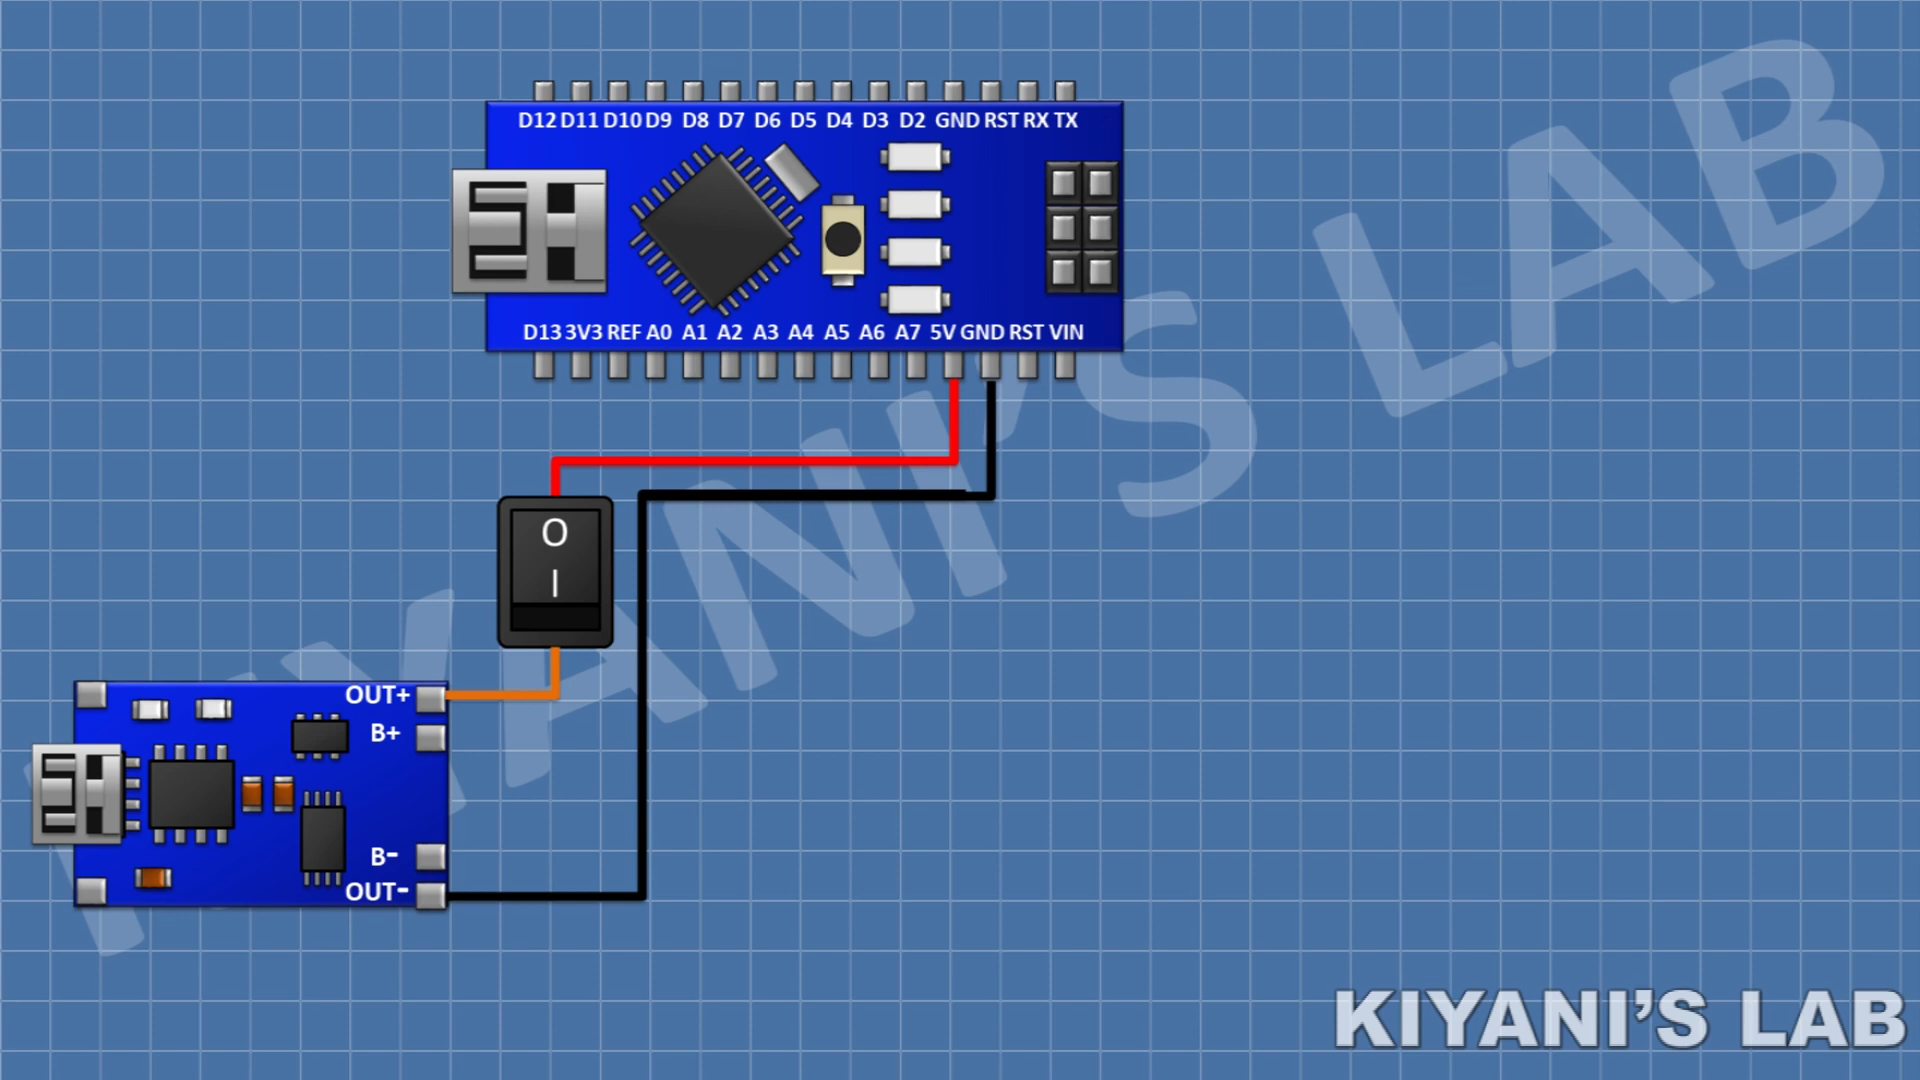 D12 D11 D10 D9 D8 D7 D6 D5 D4 D3 D2 GND RST RX TX
D13 3V3 REF A0 A1 A2 A3 A4 A5 A6 A7 5V GND RST VIN
O
I
OUT+
B+
B-
OUT-
KIYANI'S LAB
KIYANI'S LAB